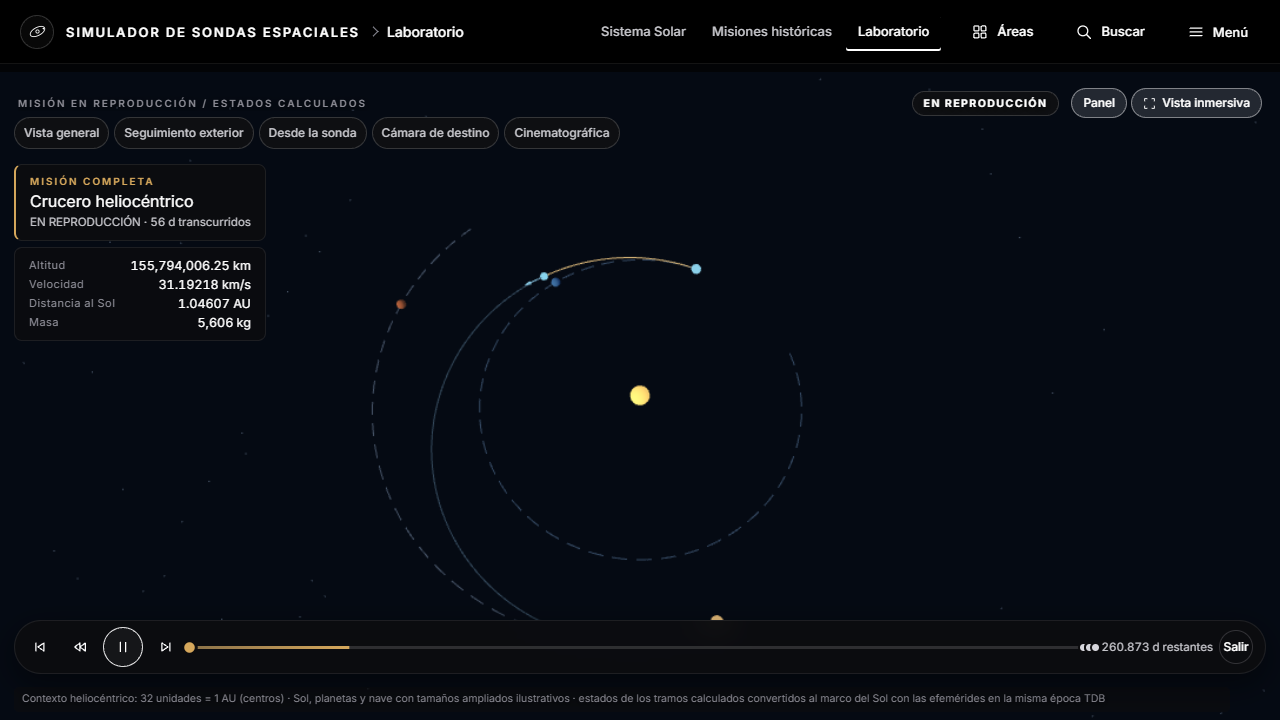 SIMULADOR DE SONDAS ESPACIALES
Laboratorio
Sistema Solar
Misiones históricas
Laboratorio
Áreas
Buscar
Menú
MISIÓN EN REPRODUCCIÓN / ESTADOS CALCULADOS
EN REPRODUCCIÓN
Panel
Vista inmersiva
Vista general
Seguimiento exterior
Desde la sonda
Cámara de destino
Cinematográfica
MISIÓN COMPLETA
Crucero heliocéntrico
EN REPRODUCCIÓN · 56 d transcurridos
Altitud 155,794,006.25 km
Velocidad 31.19218 km/s
Distancia al Sol 1.04607 AU
Masa 5,606 kg
260.873 d restantes
Salir
Contexto heliocéntrico: 32 unidades = 1 AU (centros) · Sol, planetas y nave con tamaños ampliados ilustrativos · estados de los tramos calculados convertidos al marco del Sol con las efemérides en la misma época TDB